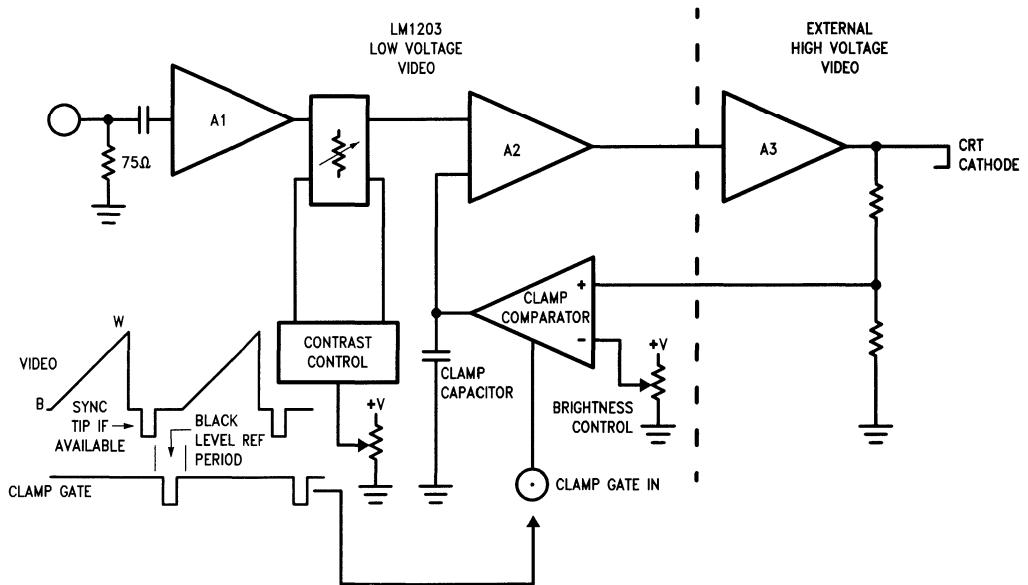 LM1203
LOW VOLTAGE
VIDEO
EXTERNAL
HIGH VOLTAGE
VIDEO
A1
A2
A3
75Ω
CRT
CATHODE
CLAMP
COMPARATOR
+
−
CONTRAST
CONTROL
CLAMP
CAPACITOR
+V
BRIGHTNESS
CONTROL
+V
W
VIDEO
B
SYNC
TIP IF
AVAILABLE
BLACK
LEVEL REF
PERIOD
CLAMP GATE
CLAMP GATE IN